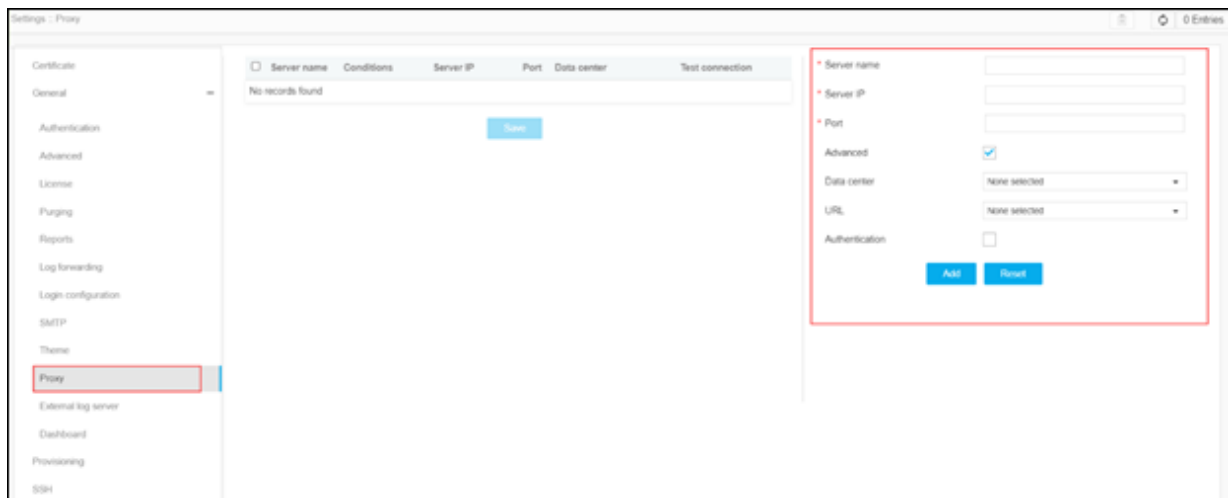 Settings :: Proxy
0 Entries
Certificate
General
Authentication
Advanced
License
Purging
Reports
Log forwarding
Login configuration
SMTP
Theme
Proxy
External log server
Dashboard
Provisioning
SSH
Server name Conditions Server IP Port Data center Test connection
No records found
Save
* Server name
* Server IP
* Port
Advanced
Data center None selected
URL None selected
Authentication
Add Reset